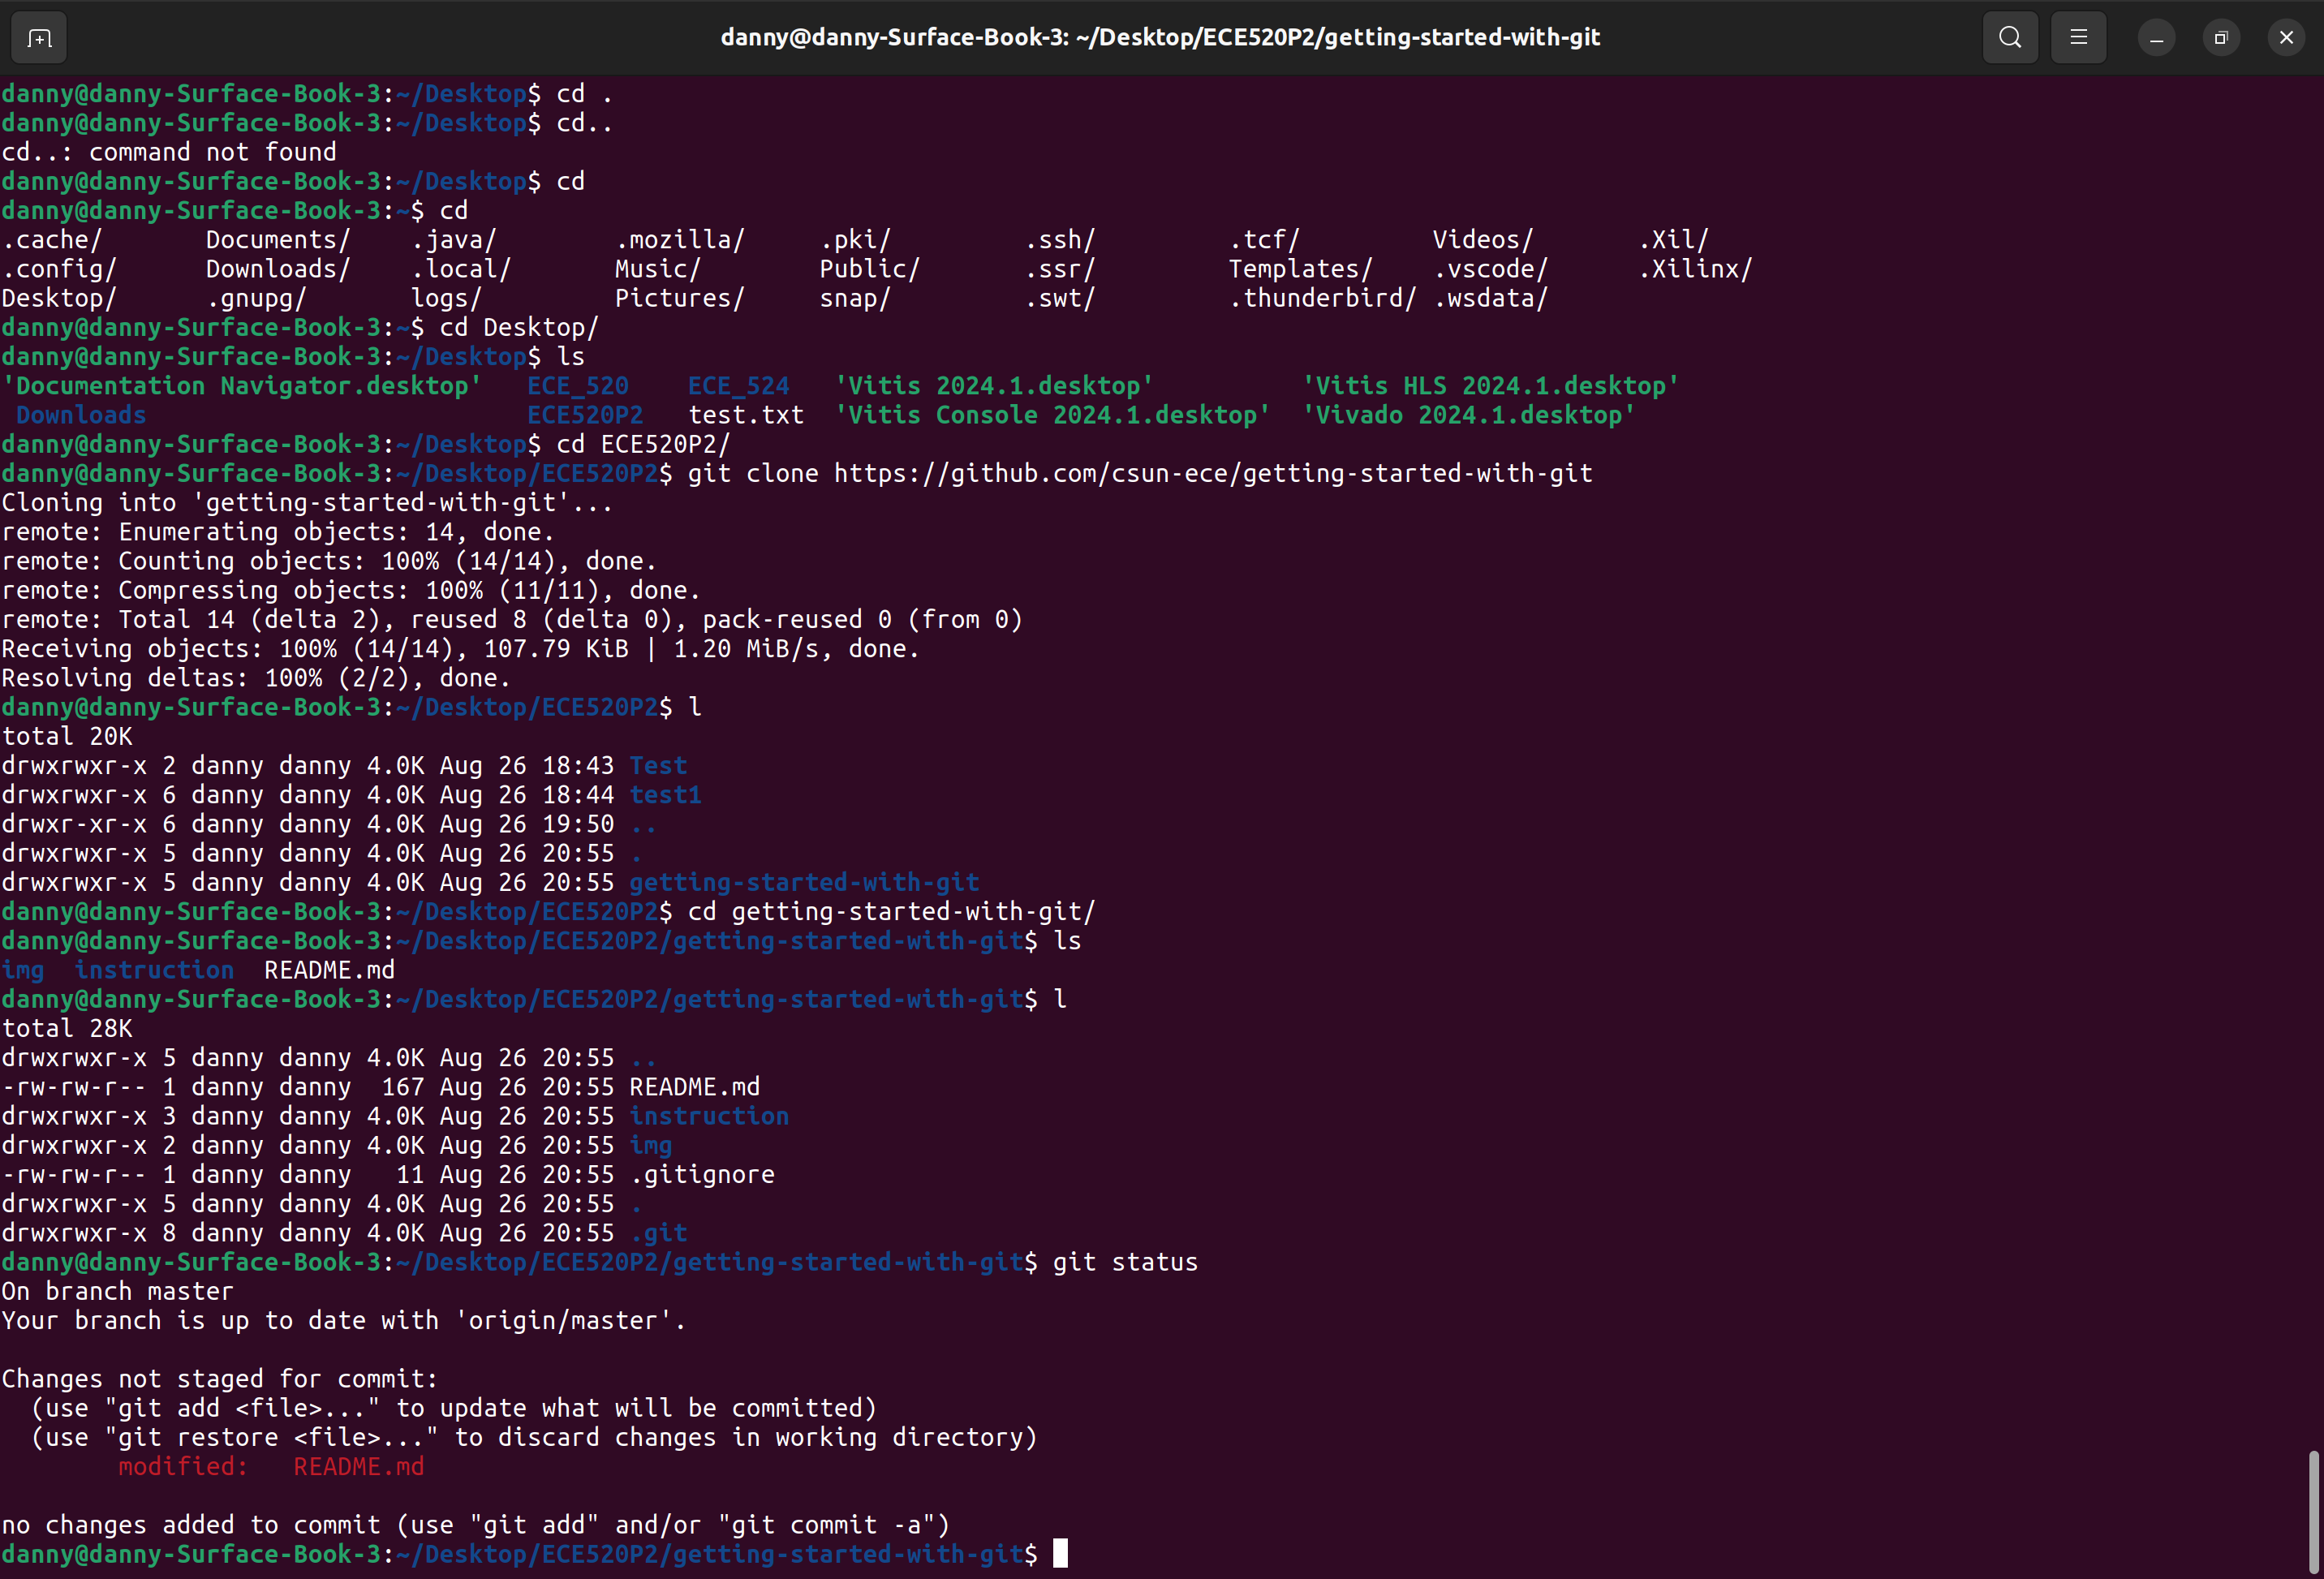 danny@danny-Surface-Book-3: ~/Desktop/ECE520P2/getting-started-with-git
danny@danny-Surface-Book-3:~/Desktop$ cd .
danny@danny-Surface-Book-3:~/Desktop$ cd..
cd..: command not found
danny@danny-Surface-Book-3:~/Desktop$ cd
danny@danny-Surface-Book-3:~$ cd
.cache/       Documents/    .java/        .mozilla/     .pki/         .ssh/         .tcf/         Videos/       .Xil/
.config/      Downloads/    .local/       Music/        Public/       .ssr/         Templates/    .vscode/      .Xilinx/
Desktop/      .gnupg/       logs/         Pictures/     snap/         .swt/         .thunderbird/ .wsdata/
danny@danny-Surface-Book-3:~$ cd Desktop/
danny@danny-Surface-Book-3:~/Desktop$ ls
'Documentation Navigator.desktop'   ECE_520    ECE_524   'Vitis 2024.1.desktop'          'Vitis HLS 2024.1.desktop'
 Downloads                          ECE520P2   test.txt  'Vitis Console 2024.1.desktop'  'Vivado 2024.1.desktop'
danny@danny-Surface-Book-3:~/Desktop$ cd ECE520P2/
danny@danny-Surface-Book-3:~/Desktop/ECE520P2$ git clone https://github.com/csun-ece/getting-started-with-git
Cloning into 'getting-started-with-git'...
remote: Enumerating objects: 14, done.
remote: Counting objects: 100% (14/14), done.
remote: Compressing objects: 100% (11/11), done.
remote: Total 14 (delta 2), reused 8 (delta 0), pack-reused 0 (from 0)
Receiving objects: 100% (14/14), 107.79 KiB | 1.20 MiB/s, done.
Resolving deltas: 100% (2/2), done.
danny@danny-Surface-Book-3:~/Desktop/ECE520P2$ l
total 20K
drwxrwxr-x 2 danny danny 4.0K Aug 26 18:43 Test
drwxrwxr-x 6 danny danny 4.0K Aug 26 18:44 test1
drwxr-xr-x 6 danny danny 4.0K Aug 26 19:50 ..
drwxrwxr-x 5 danny danny 4.0K Aug 26 20:55 .
drwxrwxr-x 5 danny danny 4.0K Aug 26 20:55 getting-started-with-git
danny@danny-Surface-Book-3:~/Desktop/ECE520P2$ cd getting-started-with-git/
danny@danny-Surface-Book-3:~/Desktop/ECE520P2/getting-started-with-git$ ls
img  instruction  README.md
danny@danny-Surface-Book-3:~/Desktop/ECE520P2/getting-started-with-git$ l
total 28K
drwxrwxr-x 5 danny danny 4.0K Aug 26 20:55 ..
-rw-rw-r-- 1 danny danny  167 Aug 26 20:55 README.md
drwxrwxr-x 3 danny danny 4.0K Aug 26 20:55 instruction
drwxrwxr-x 2 danny danny 4.0K Aug 26 20:55 img
-rw-rw-r-- 1 danny danny   11 Aug 26 20:55 .gitignore
drwxrwxr-x 5 danny danny 4.0K Aug 26 20:55 .
drwxrwxr-x 8 danny danny 4.0K Aug 26 20:55 .git
danny@danny-Surface-Book-3:~/Desktop/ECE520P2/getting-started-with-git$ git status
On branch master
Your branch is up to date with 'origin/master'.

Changes not staged for commit:
  (use "git add <file>..." to update what will be committed)
  (use "git restore <file>..." to discard changes in working directory)
        modified:   README.md

no changes added to commit (use "git add" and/or "git commit -a")
danny@danny-Surface-Book-3:~/Desktop/ECE520P2/getting-started-with-git$